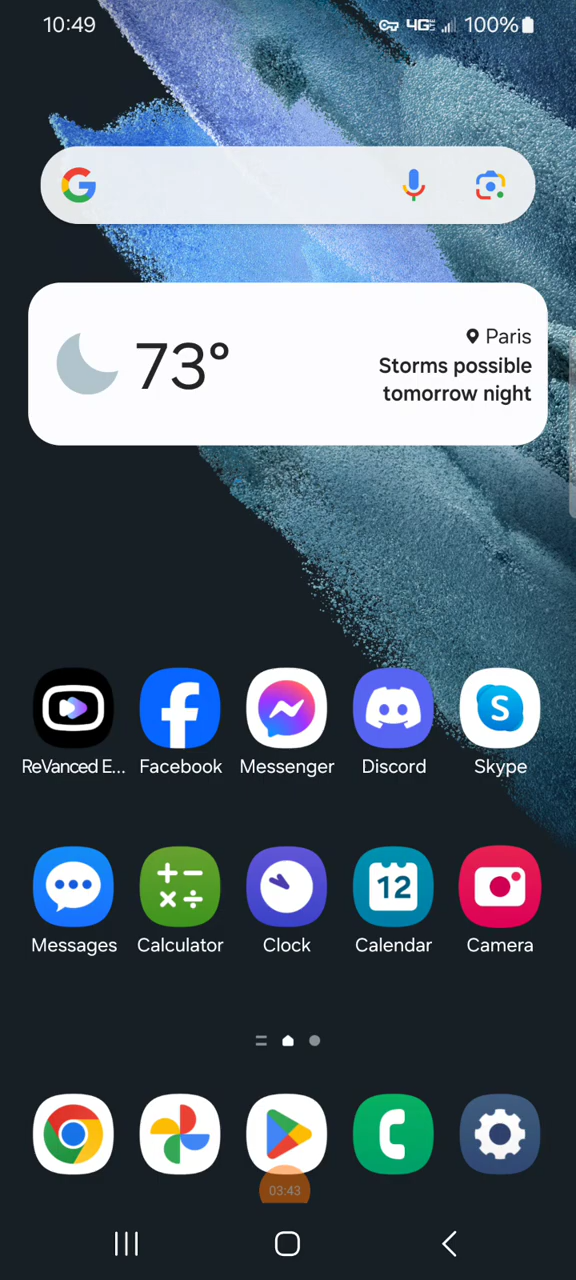 10:49
4G 100%
G
73°
Paris
Storms possible
tomorrow night
ReVanced E... Facebook Messenger Discord Skype
S
12
Messages Calculator Clock Calendar Camera
03:43